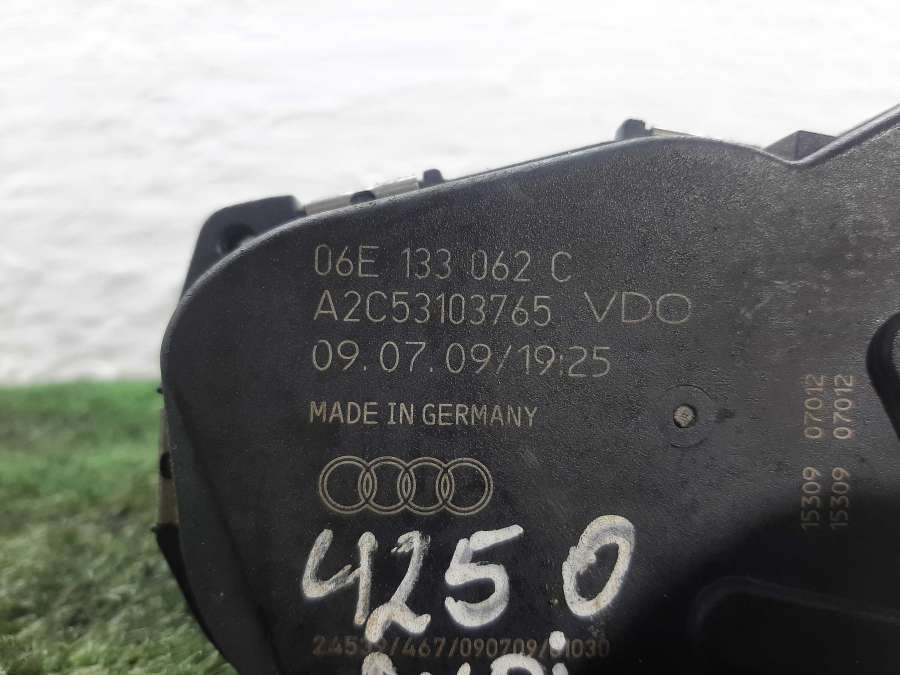 06E 133 062 C
A2C53103765 VDO
09.07.09/19:25
MADE IN GERMANY
15309 07012
15309 07012
4250